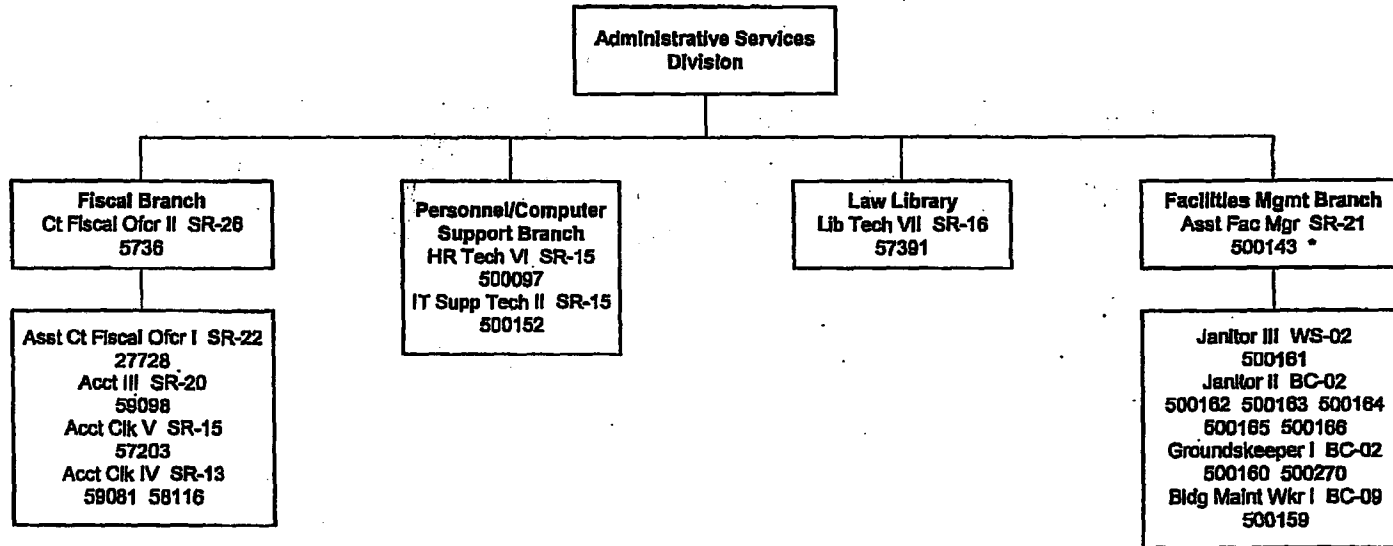 Administrative Services
Division
Fiscal Branch
Ct Fiscal Ofcr II SR-26
5736
Personnel/Computer
Support Branch
HR Tech VI SR-15
500097
IT Supp Tech II SR-15
500152
Law Library
Lib Tech VII SR-16
57391
Facilities Mgmt Branch
Asst Fac Mgr SR-21
500143 *
Asst Ct Fiscal Ofcr I SR-22
27728
Acct III SR-20
59098
Acct Clk V SR-15
57203
Acct Clk IV SR-13
59081 58116
Janitor III WS-02
500161
Janitor II BC-02
500162 500163 500164
500165 500166
Groundskeeper I BC-02
500160 500270
Bldg Maint Wkr I BC-09
500159